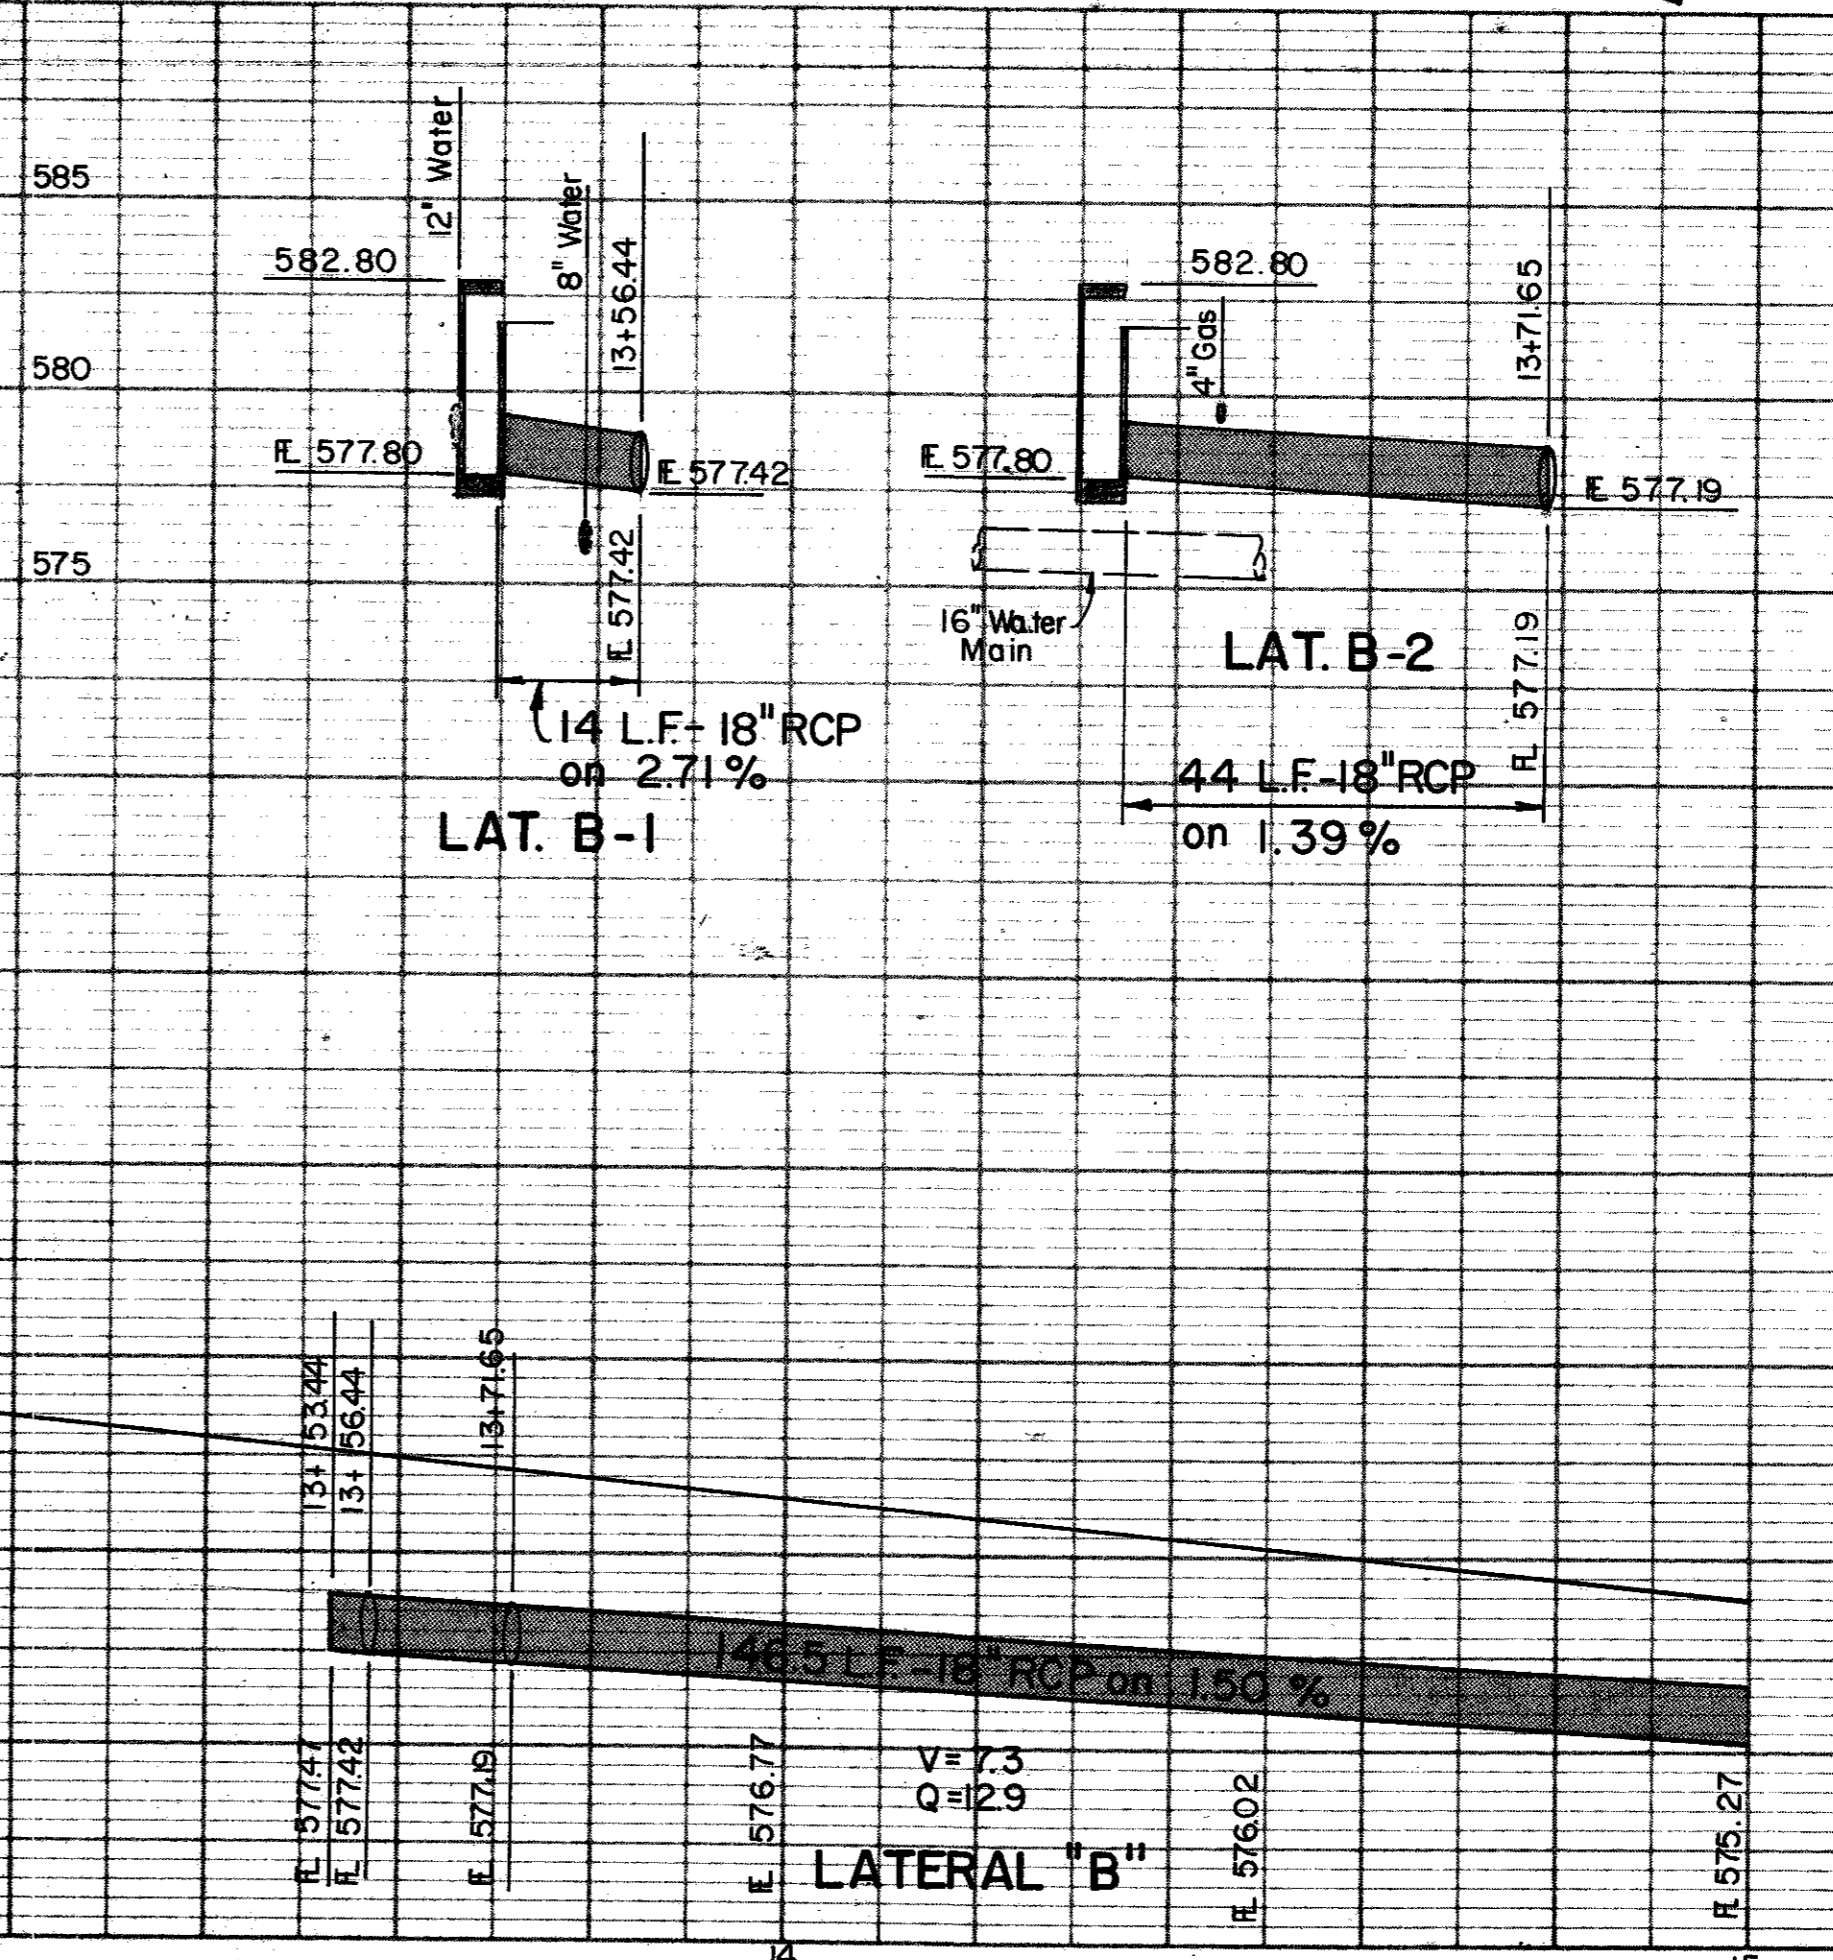 585
580
575
12" Water
582.80
8" Water
13+56.44
FL 577.80
FL 577.42
FL 577.42
14 L.F.-18" RCP
on 2.71%
LAT. B-1
582.80
4" Gas
13+71.65
FL 577.80
FL 577.19
16" Water
Main
LAT. B-2
FL 577.19
44 L.F.-18" RCP
on 1.39%
13+53.44
13+56.44
13+71.65
146.5 L.F.-18" RCP on 1.50 %
FL 577.47
FL 577.42
FL 577.19
FL 576.77
V=7.3
Q=12.9
FL 576.02
FL 575.27
LATERAL "B"
14